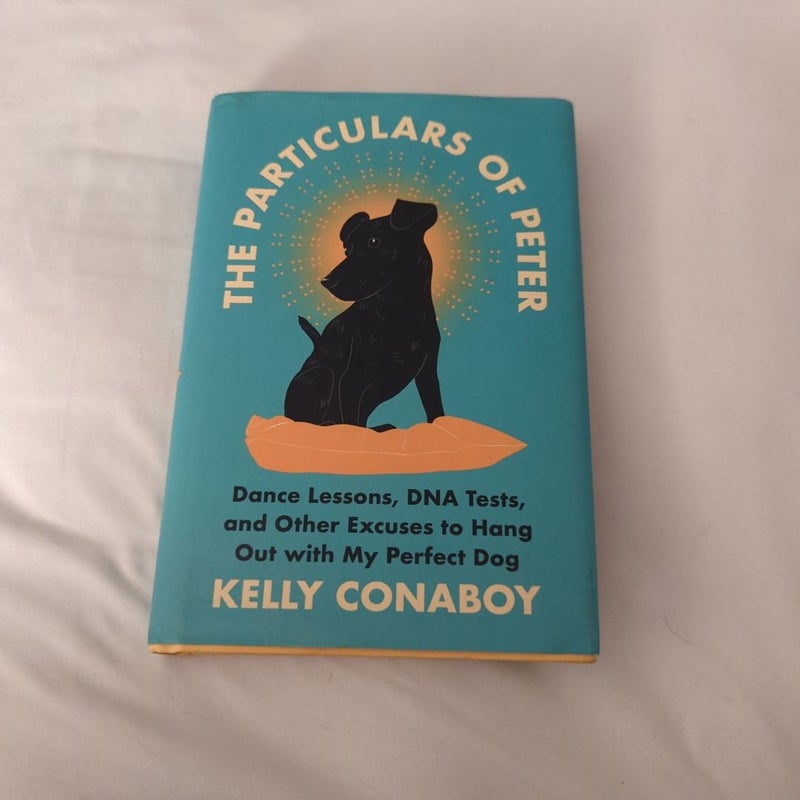 THE PARTICULARS OF PETER
Dance Lessons, DNA Tests,
and Other Excuses to Hang
Out with My Perfect Dog
KELLY CONABOY